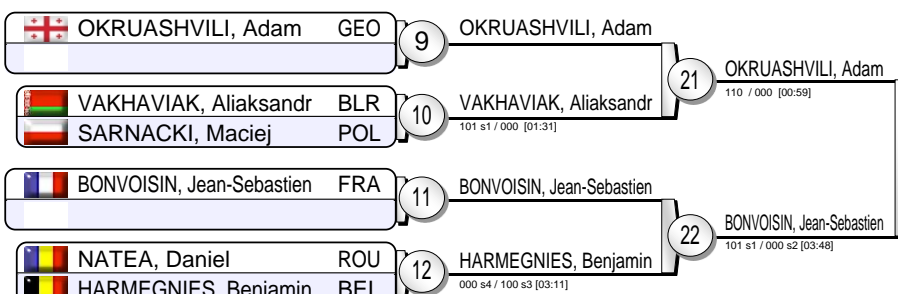 OKRUASHVILI, Adam GEO
9
OKRUASHVILI, Adam
21
OKRUASHVILI, Adam
110 / 000 [00:59]
VAKHAVIAK, Aliaksandr BLR
SARNACKI, Maciej POL
10
VAKHAVIAK, Aliaksandr
101 s1 / 000 [01:31]
BONVOISIN, Jean-Sebastien FRA
11
BONVOISIN, Jean-Sebastien
22
BONVOISIN, Jean-Sebastien
101 s1 / 000 s2 [03:48]
NATEA, Daniel ROU
HARMEGNIES, Benjamin BEL
12
HARMEGNIES, Benjamin
000 s4 / 100 s3 [03:11]